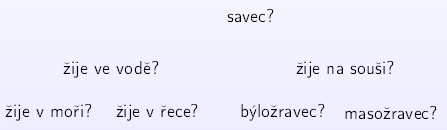 savec?
žije ve vodě? žije na souši?
žije v moři? žije v řece? býložravec? masožravec?